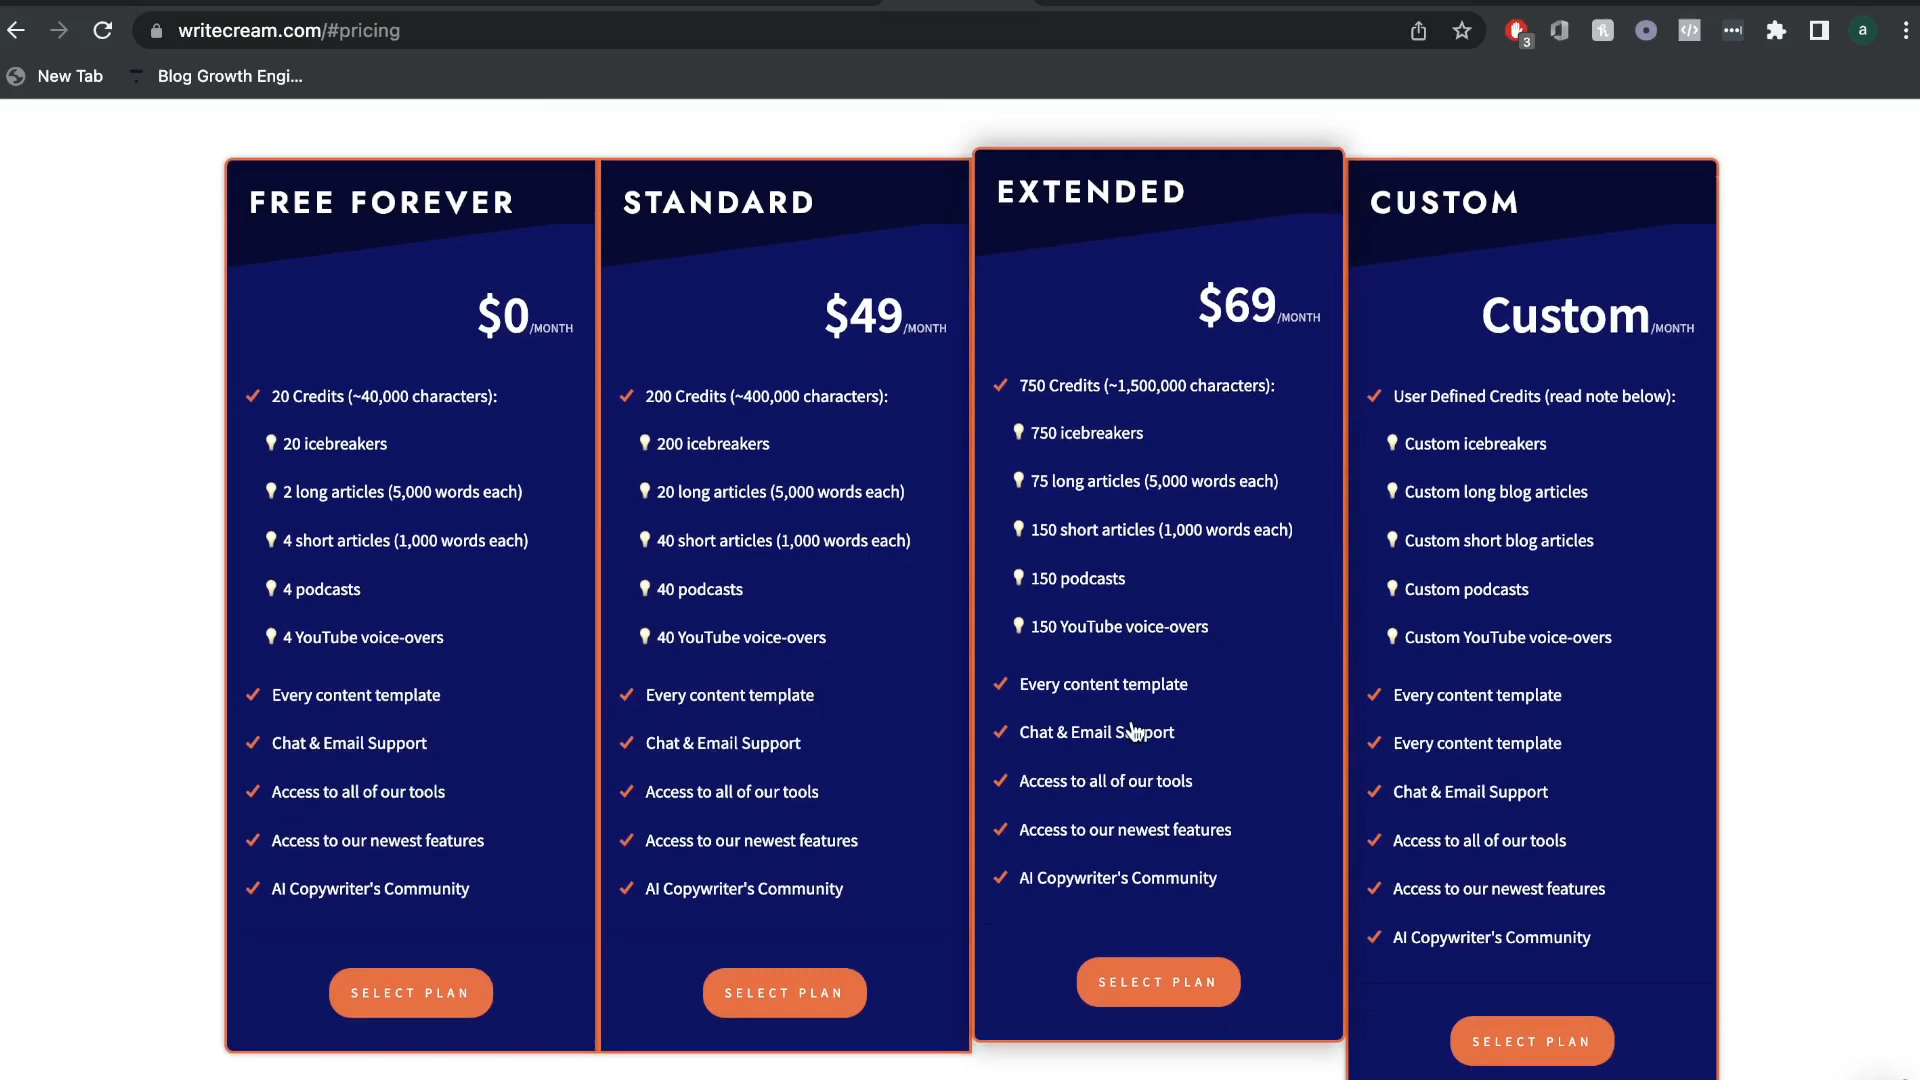 writecream.com/#pricing
3
a
New Tab
Blog Growth Engi...
FREE FOREVER
$0/MONTH
20 Credits (~40,000 characters):
20 icebreakers
2 long articles (5,000 words each)
4 short articles (1,000 words each)
4 podcasts
4 YouTube voice-overs
Every content template
Chat & Email Support
Access to all of our tools
Access to our newest features
AI Copywriter's Community
SELECT PLAN
STANDARD
$49/MONTH
200 Credits (~400,000 characters):
200 icebreakers
20 long articles (5,000 words each)
40 short articles (1,000 words each)
40 podcasts
40 YouTube voice-overs
Every content template
Chat & Email Support
Access to all of our tools
Access to our newest features
AI Copywriter's Community
SELECT PLAN
EXTENDED
$69/MONTH
750 Credits (~1,500,000 characters):
750 icebreakers
75 long articles (5,000 words each)
150 short articles (1,000 words each)
150 podcasts
150 YouTube voice-overs
Every content template
Chat & Email Support
Access to all of our tools
Access to our newest features
AI Copywriter's Community
SELECT PLAN
CUSTOM
Custom/MONTH
User Defined Credits (read note below):
Custom icebreakers
Custom long blog articles
Custom short blog articles
Custom podcasts
Custom YouTube voice-overs
Every content template
Every content template
Chat & Email Support
Access to all of our tools
Access to our newest features
AI Copywriter's Community
SELECT PLAN